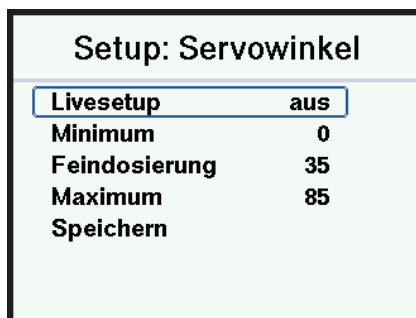 Setup: Servowinkel
Livesetup aus
Minimum 0
Feindosierung 35
Maximum 85
Speichern